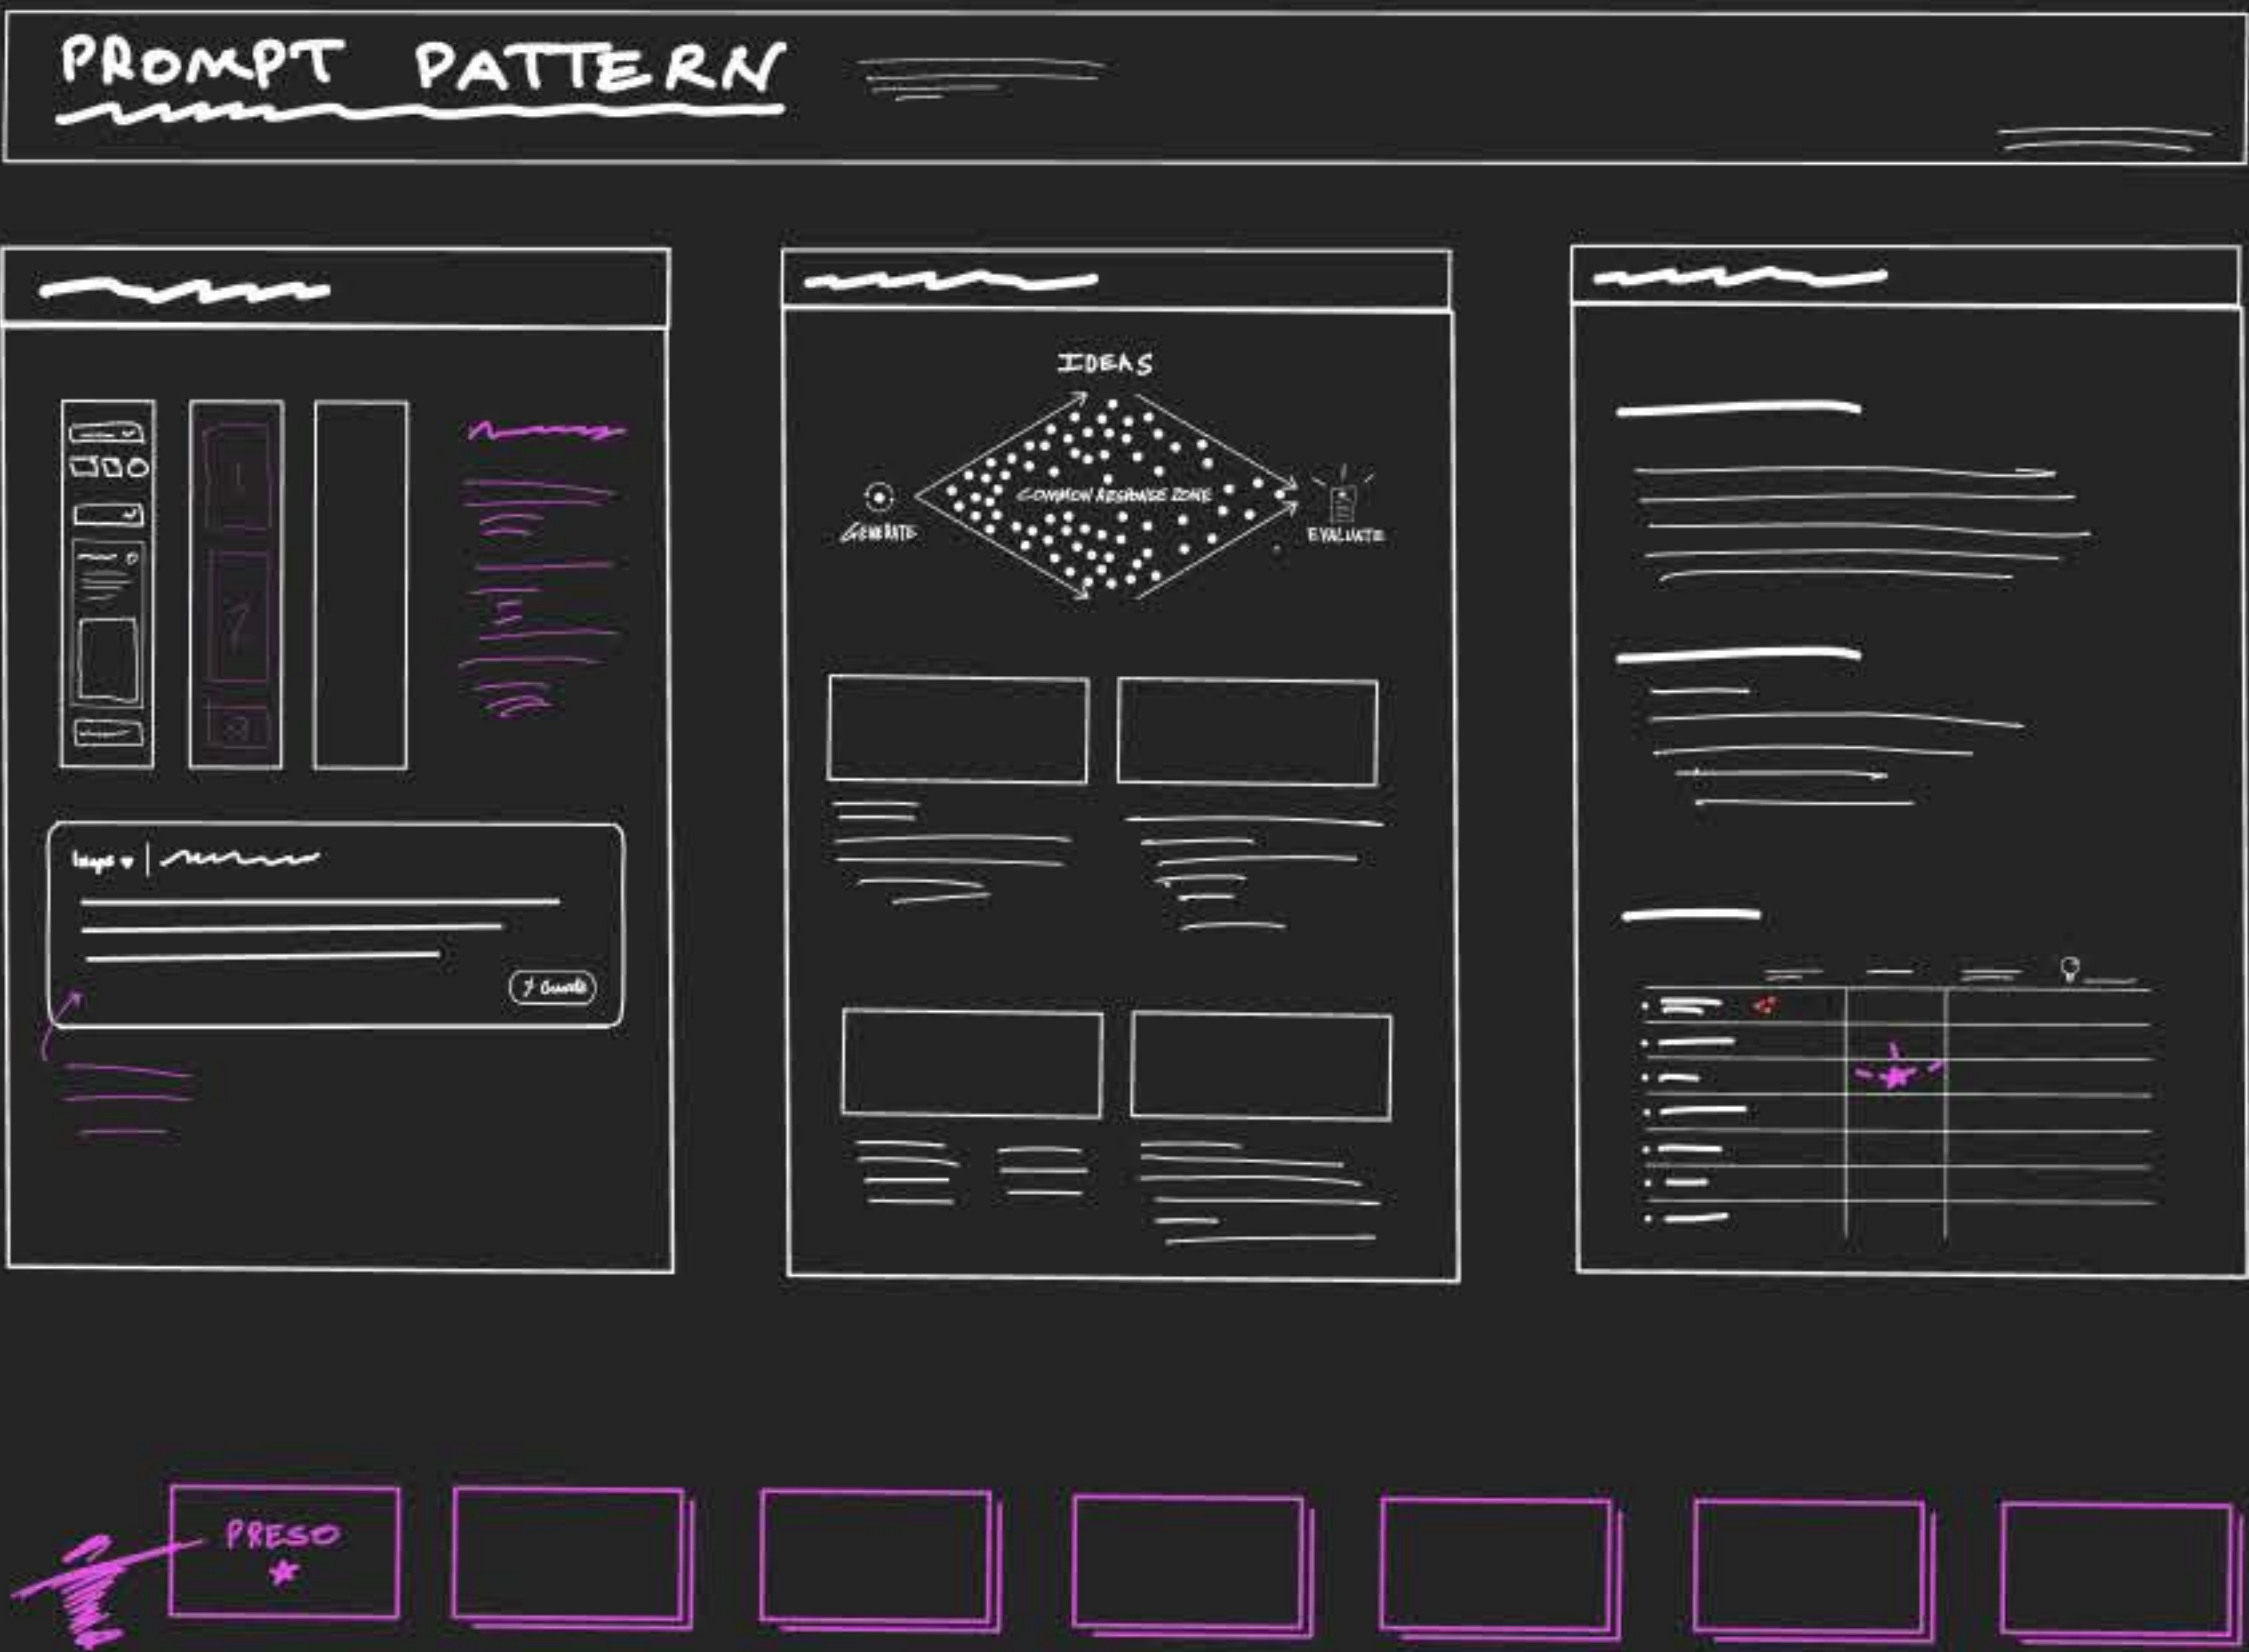 PROMPT PATTERN
IDEAS
COMMON RESPONSE ZONE
GENERATE
EVALUATE
PRESO